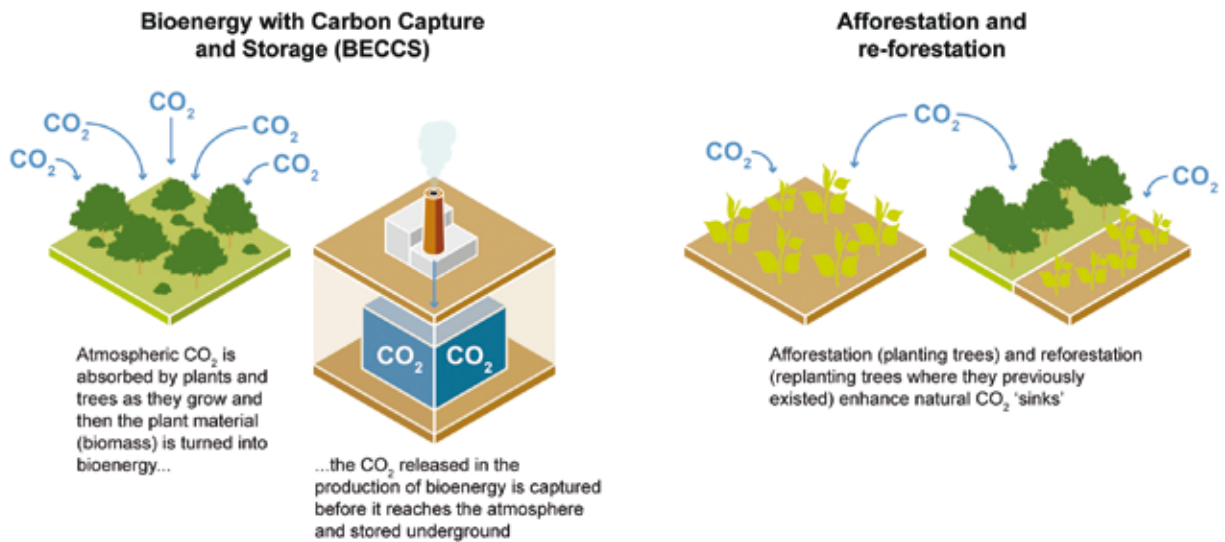 Bioenergy with Carbon Capture
and Storage (BECCS)
CO₂
CO₂
CO₂
CO₂
CO₂
Atmospheric CO₂ is
absorbed by plants and
trees as they grow and
then the plant material
(biomass) is turned into
bioenergy...
CO₂
CO₂
...the CO₂ released in the
production of bioenergy is captured
before it reaches the atmosphere
and stored underground
Afforestation and
re-forestation
CO₂
CO₂
CO₂
Afforestation (planting trees) and reforestation
(replanting trees where they previously
existed) enhance natural CO₂ ‘sinks’